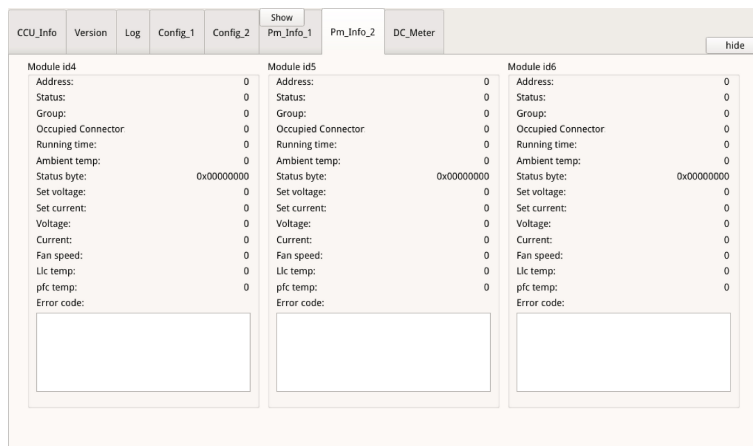 Show
CCU_Info Version Log Config_1 Config_2 Pm_Info_1 Pm_Info_2 DC_Meter
hide
Module id4 Module id5 Module id6
Address: 0 Address: 0 Address: 0
Status: 0 Status: 0 Status: 0
Group: 0 Group: 0 Group: 0
Occupied Connector 0 Occupied Connector 0 Occupied Connector 0
Running time: 0 Running time: 0 Running time: 0
Ambient temp: 0 Ambient temp: 0 Ambient temp: 0
Status byte: 0x00000000 Status byte: 0x00000000 Status byte: 0x00000000
Set voltage: 0 Set voltage: 0 Set voltage: 0
Set current: 0 Set current: 0 Set current: 0
Voltage: 0 Voltage: 0 Voltage: 0
Current: 0 Current: 0 Current: 0
Fan speed: 0 Fan speed: 0 Fan speed: 0
Llc temp: 0 Llc temp: 0 Llc temp: 0
pfc temp: 0 pfc temp: 0 pfc temp: 0
Error code: Error code: Error code: